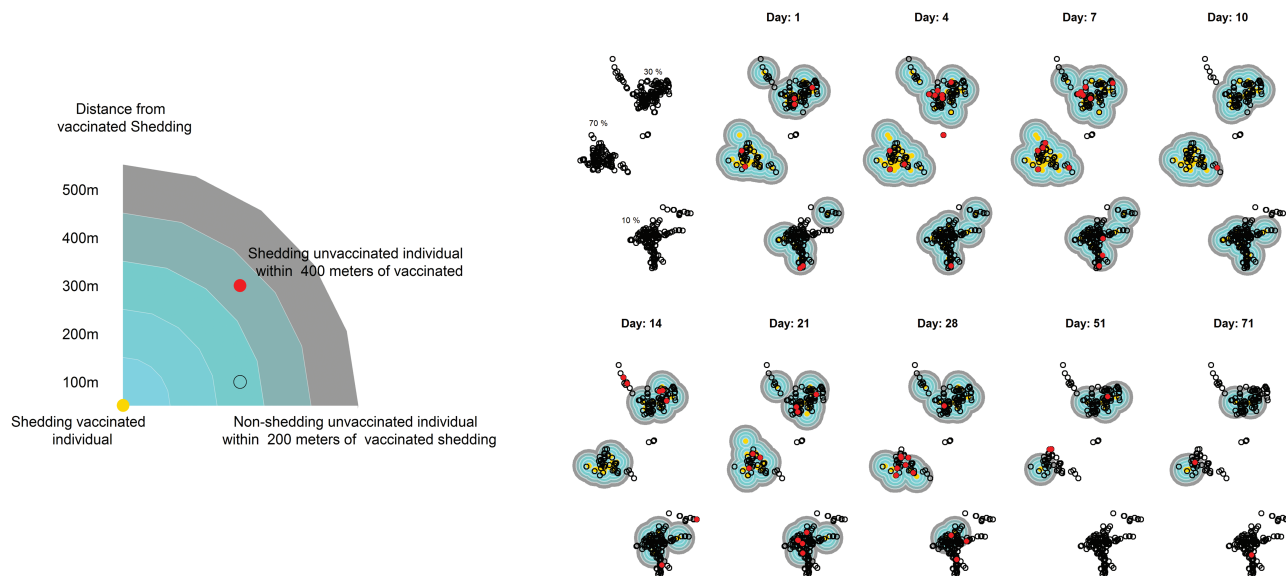 Distance from
vaccinated Shedding
500m
400m
300m
200m
100m
Shedding unvaccinated individual
within 400 meters of vaccinated
Shedding vaccinated
individual
Non-shedding unvaccinated individual
within 200 meters of vaccinated shedding
Day: 1
Day: 4
Day: 7
Day: 10
30 %
70 %
10 %
Day: 14
Day: 21
Day: 28
Day: 51
Day: 71